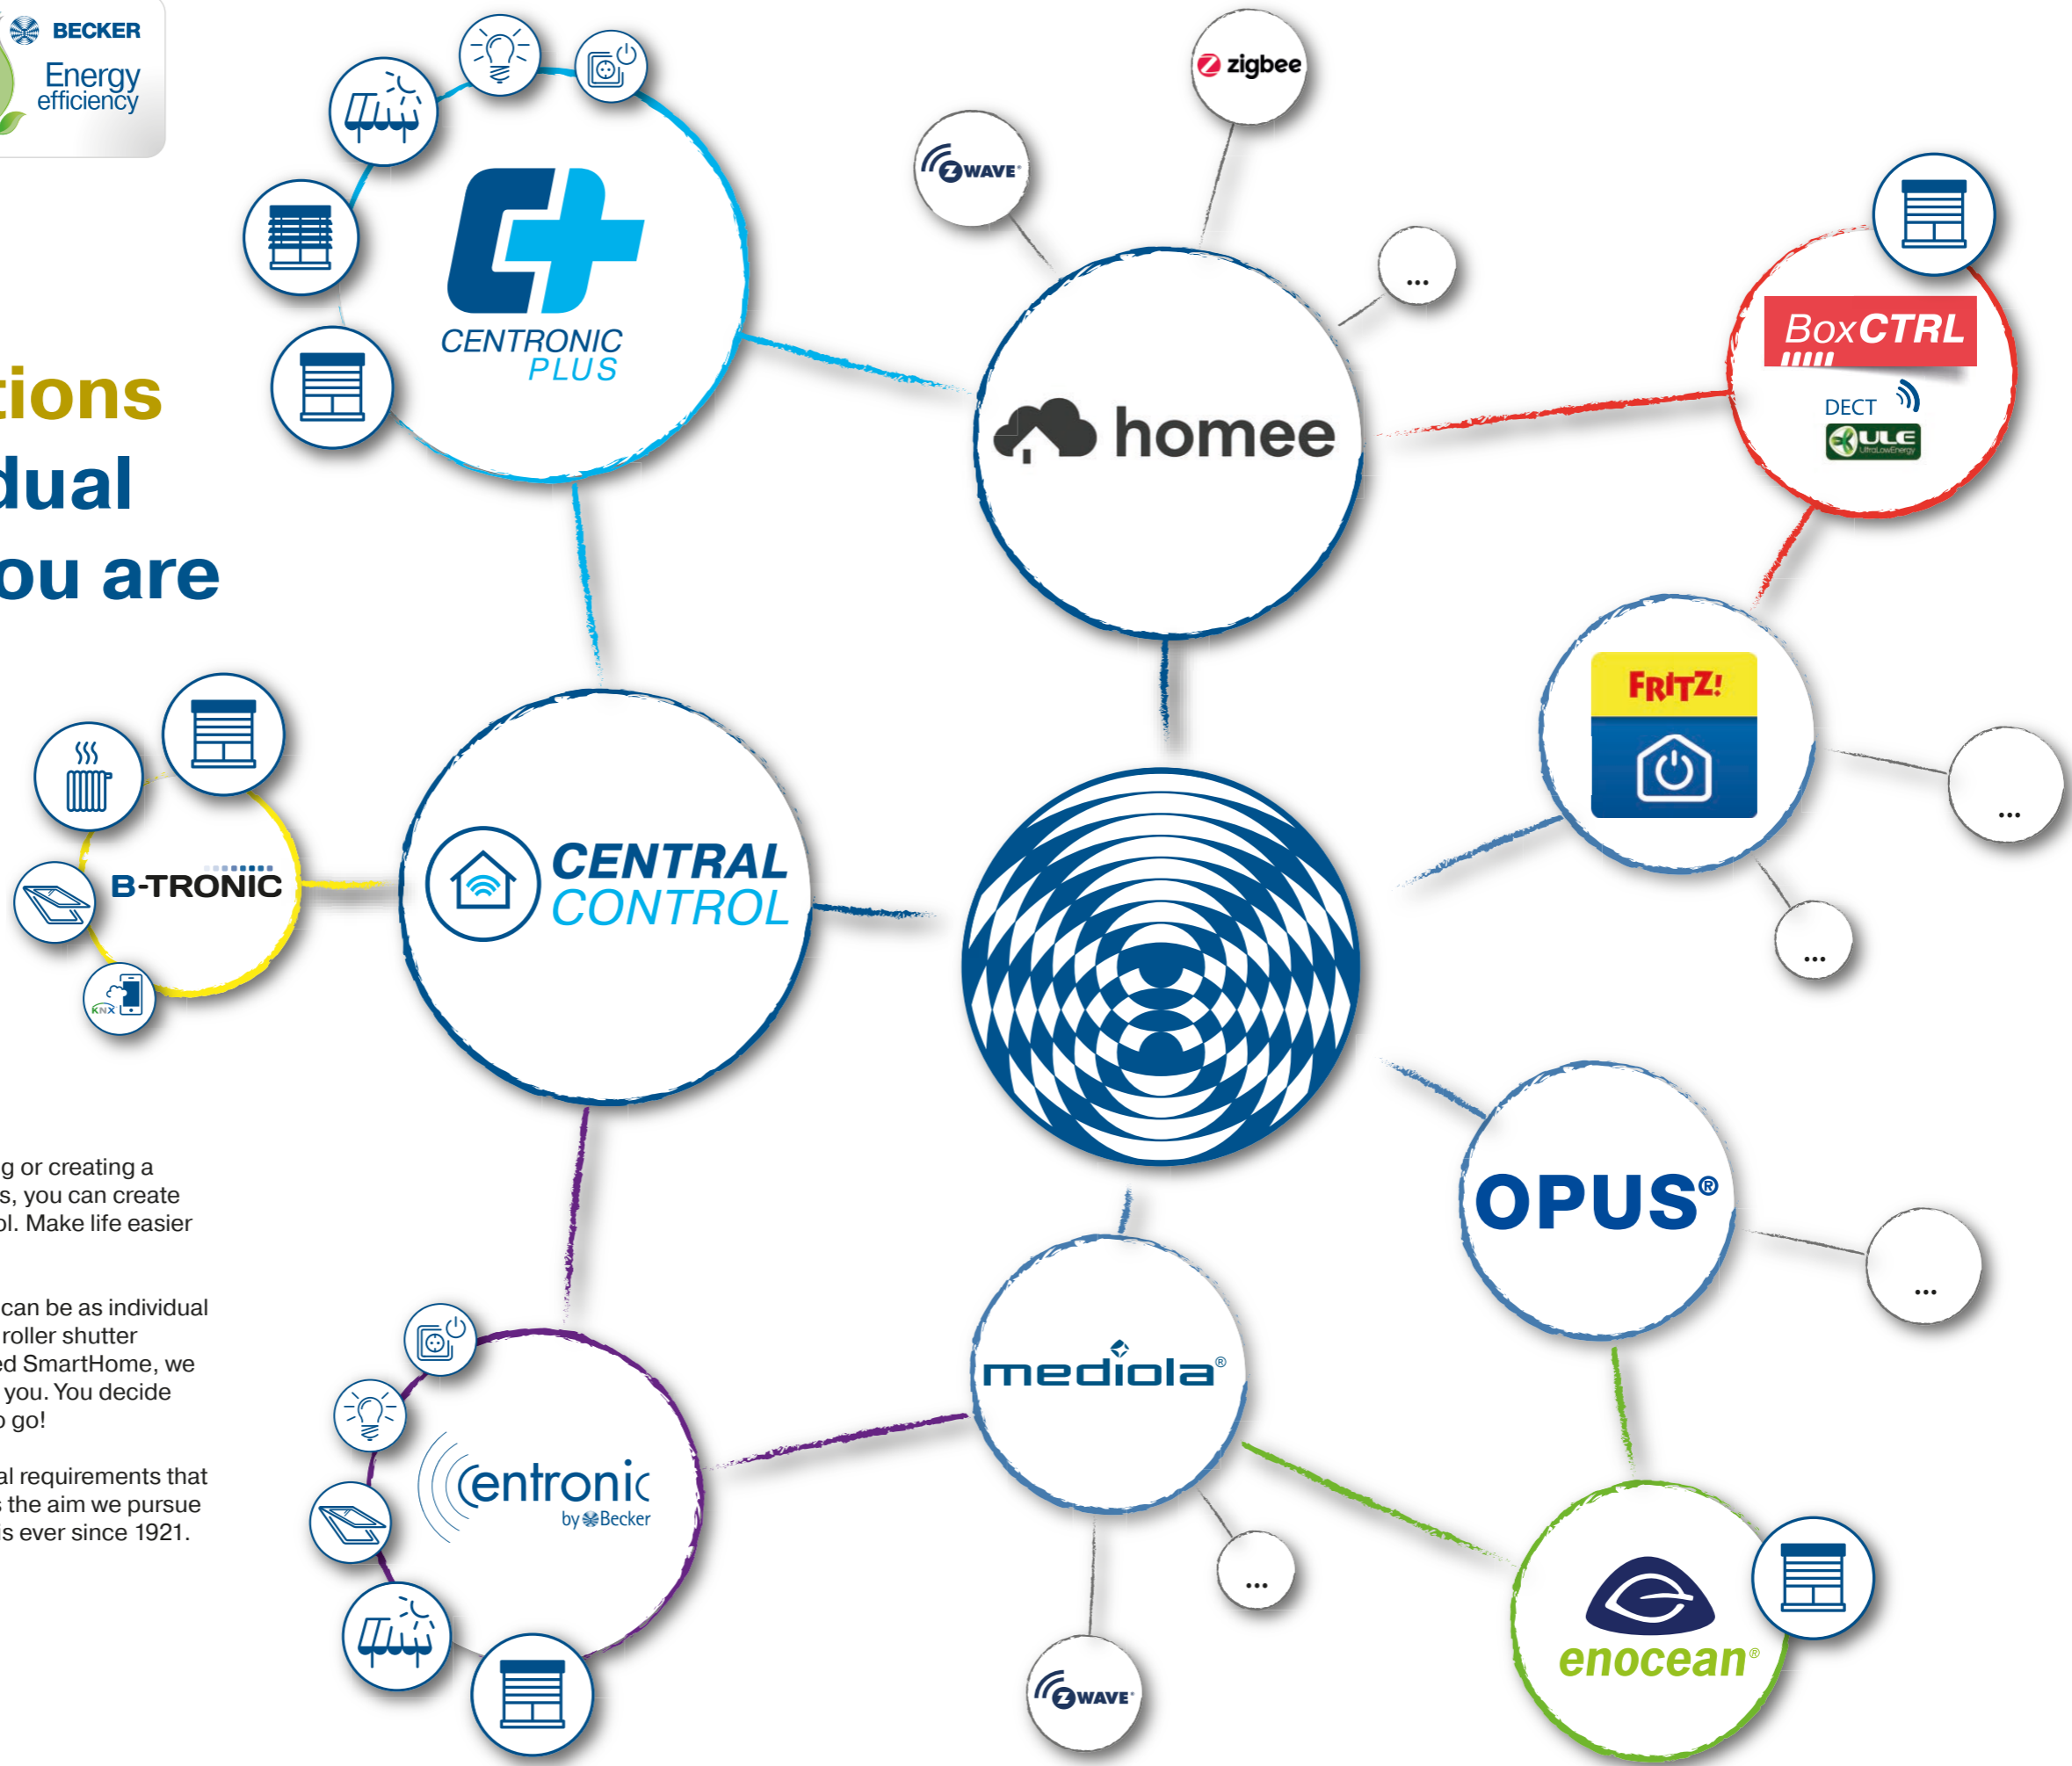 BECKER
Energy
efficiency
tions
dual
ou are
CENTRONIC
PLUS
Z WAVE
zigbee
...
homee
BoxCTRL
DECT
ULE
UltraLowEnergy
FRITZ!
...
...
B-TRONIC
KNX
CENTRAL
CONTROL
OPUS®
...
g or creating a
s, you can create
ol. Make life easier
can be as individual
roller shutter
ed SmartHome, we
you. You decide
o go!
al requirements that
s the aim we pursue
is ever since 1921.
centronic
by Becker
mediola®
...
Z WAVE
enocean®